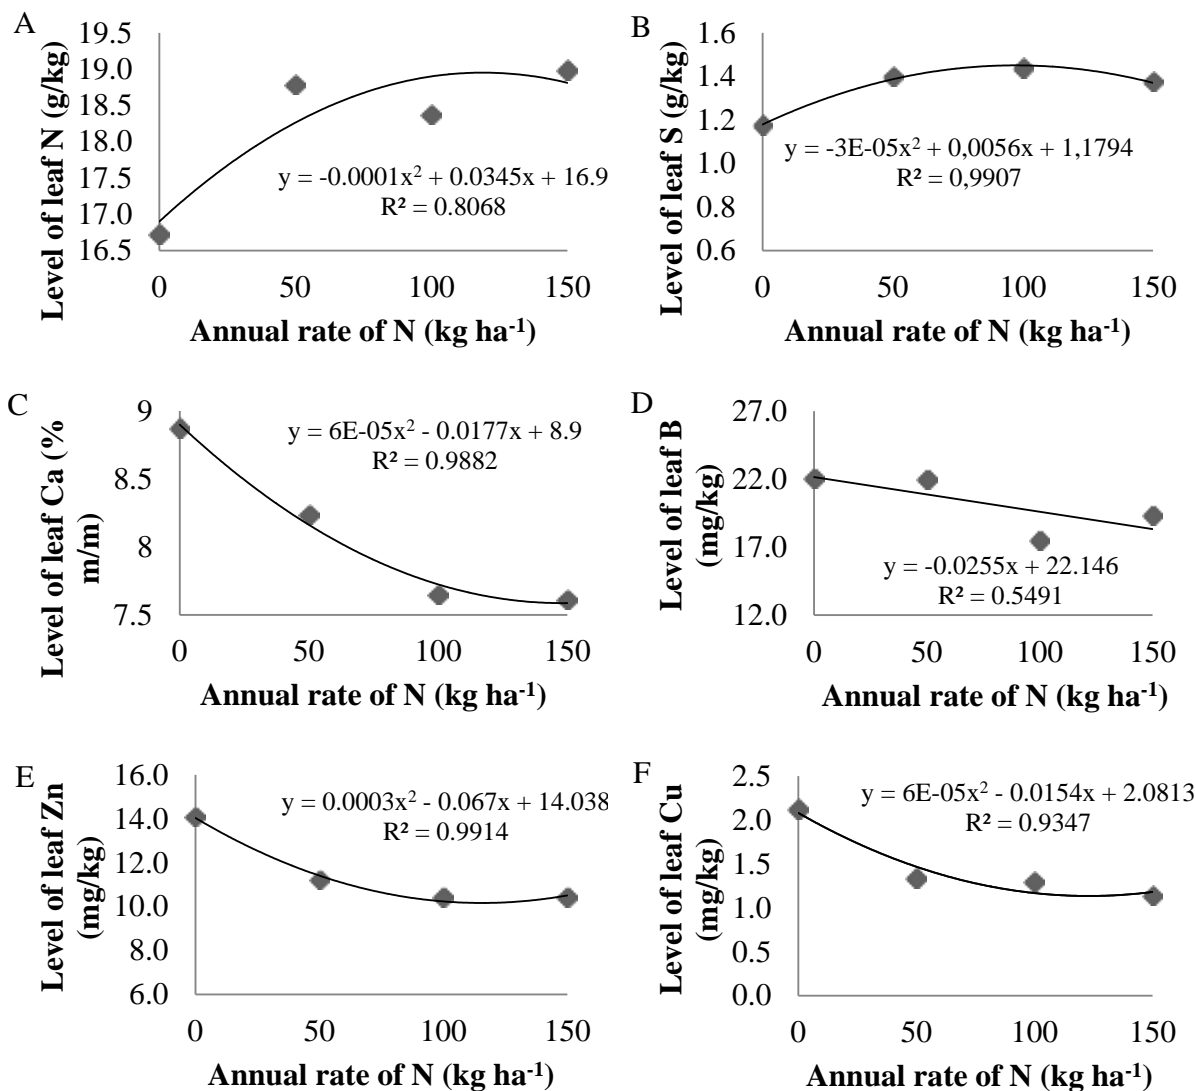 A
Level of leaf N (g/kg)
19.5
19.0
18.5
18.0
17.5
17.0
16.5
y = -0.0001x² + 0.0345x + 16.9
R² = 0.8068
0 50 100 150
Annual rate of N (kg ha⁻¹)
B
Level of leaf S (g/kg)
1.6
1.4
1.2
1.0
0.8
0.6
y = -3E-05x² + 0,0056x + 1,1794
R² = 0,9907
0 50 100 150
Annual rate of N (kg ha⁻¹)
C
Level of leaf Ca (%
m/m)
9
8.5
8
7.5
y = 6E-05x² - 0.0177x + 8.9
R² = 0.9882
0 50 100 150
Annual rate of N (kg ha⁻¹)
D
Level of leaf B
(mg/kg)
27.0
22.0
17.0
12.0
y = -0.0255x + 22.146
R² = 0.5491
0 50 100 150
Annual rate of N (kg ha⁻¹)
E
Level of leaf Zn
(mg/kg)
16.0
14.0
12.0
10.0
8.0
6.0
y = 0.0003x² - 0.067x + 14.038
R² = 0.9914
0 50 100 150
Annual rate of N (kg ha⁻¹)
F
Level of leaf Cu
(mg/kg)
2.5
2.0
1.5
1.0
0.5
0.0
y = 6E-05x² - 0.0154x + 2.0813
R² = 0.9347
0 50 100 150
Annual rate of N (kg ha⁻¹)